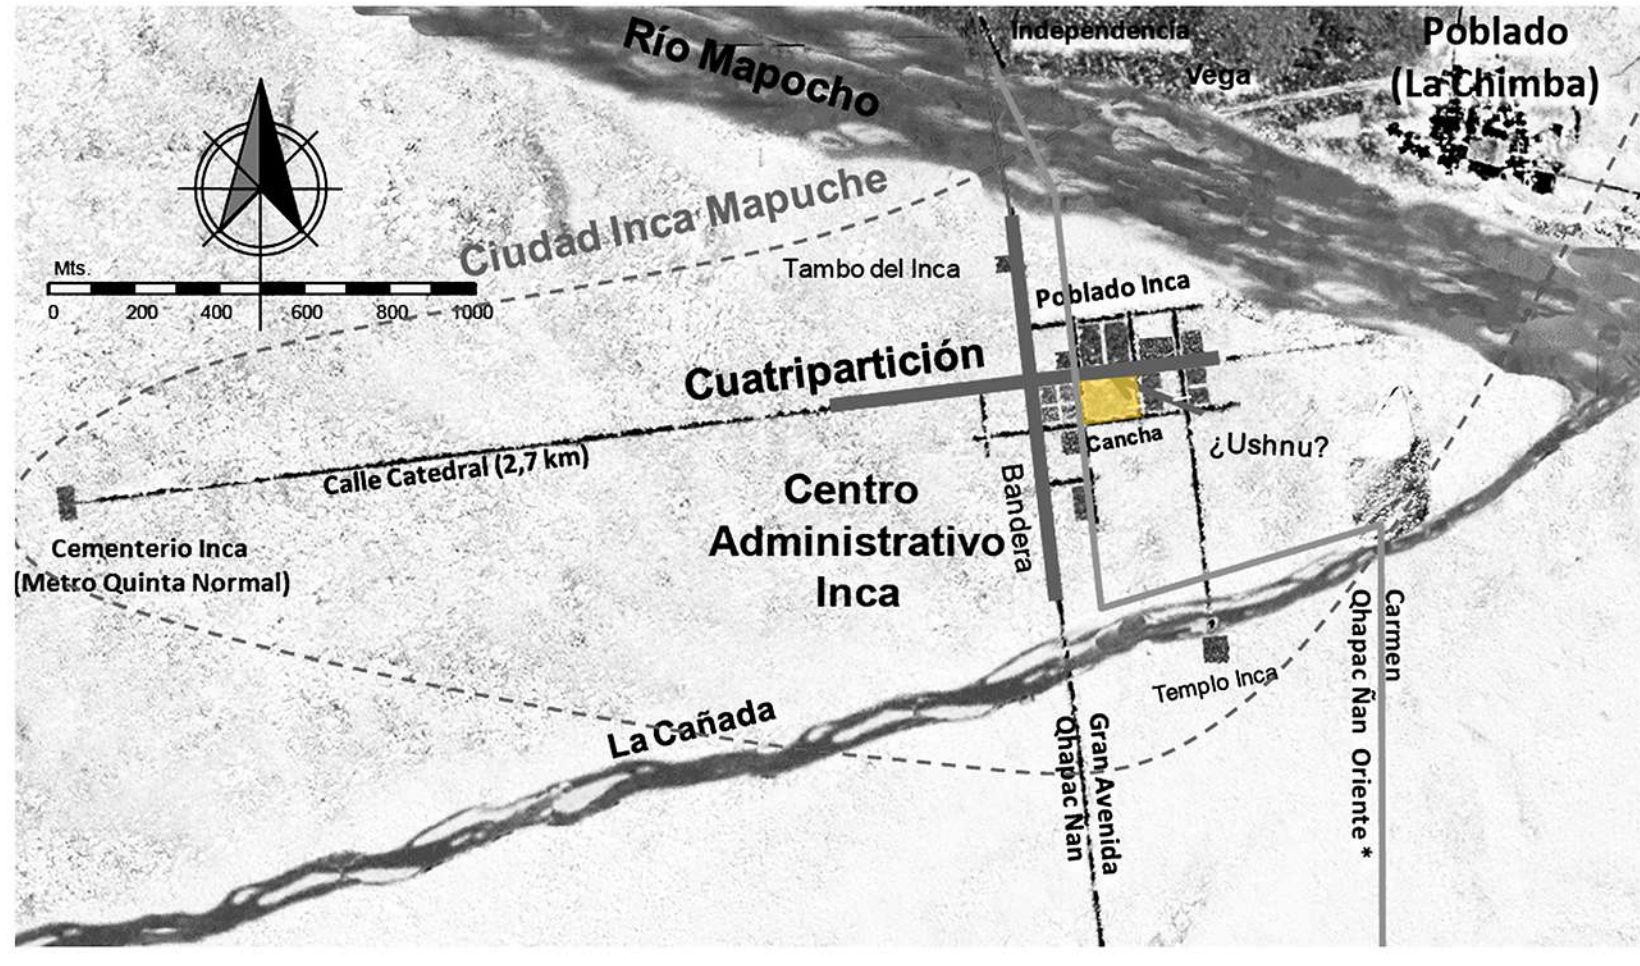 Independencia
Vega
Poblado
(La Chimba)
Río Mapocho
Ciudad Inca Mapuche
Mts.
0 200 400 600 800 1000
Tambo del Inca
Poblado Inca
Cuatripartición
Cancha
¿Ushnu?
Calle Catedral (2,7 km)
Bandera
Centro
Administrativo
Inca
Cementerio Inca
(Metro Quinta Normal)
Templo Inca
La Cañada
Gran Avenida
Qhapac Ñan
Carmen
Qhapac Ñan Oriente *